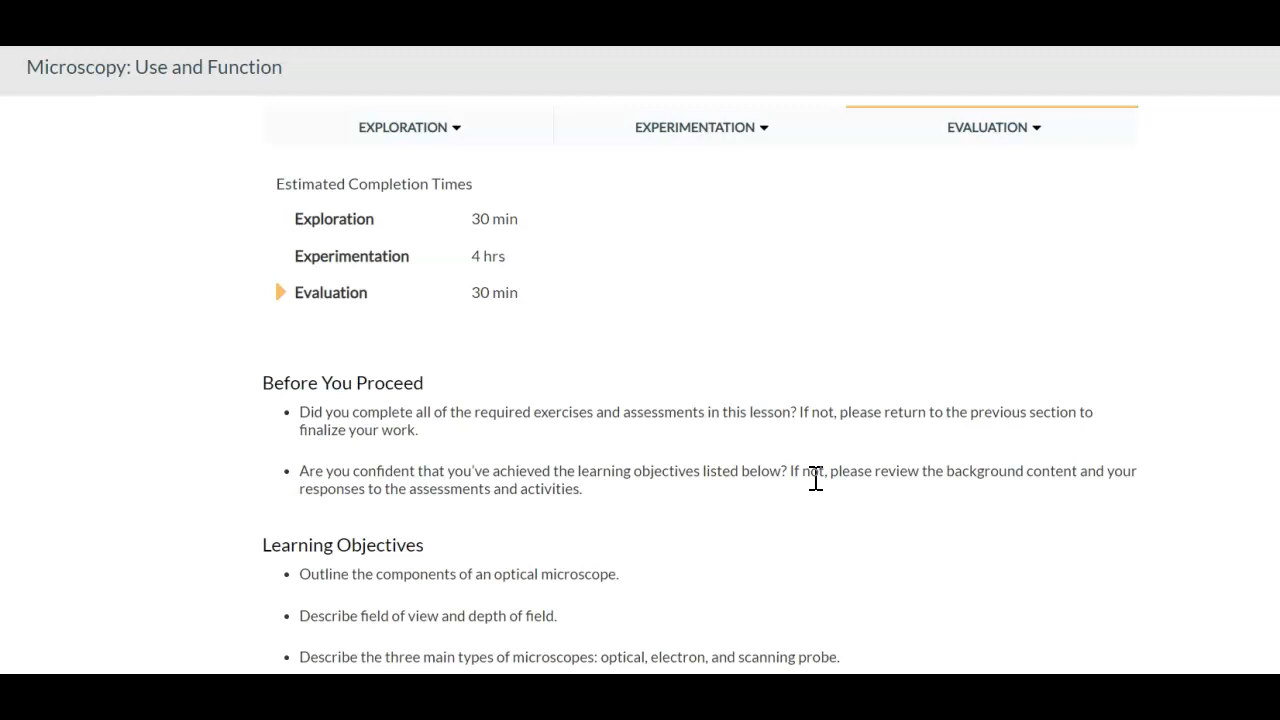 Microscopy: Use and Function
EXPLORATION EXPERIMENTATION EVALUATION
Estimated Completion Times
Exploration 30 min
Experimentation 4 hrs
Evaluation 30 min
Before You Proceed
• Did you complete all of the required exercises and assessments in this lesson? If not, please return to the previous section to
finalize your work.
• Are you confident that you've achieved the learning objectives listed below? If not, please review the background content and your
responses to the assessments and activities.
Learning Objectives
• Outline the components of an optical microscope.
• Describe field of view and depth of field.
• Describe the three main types of microscopes: optical, electron, and scanning probe.